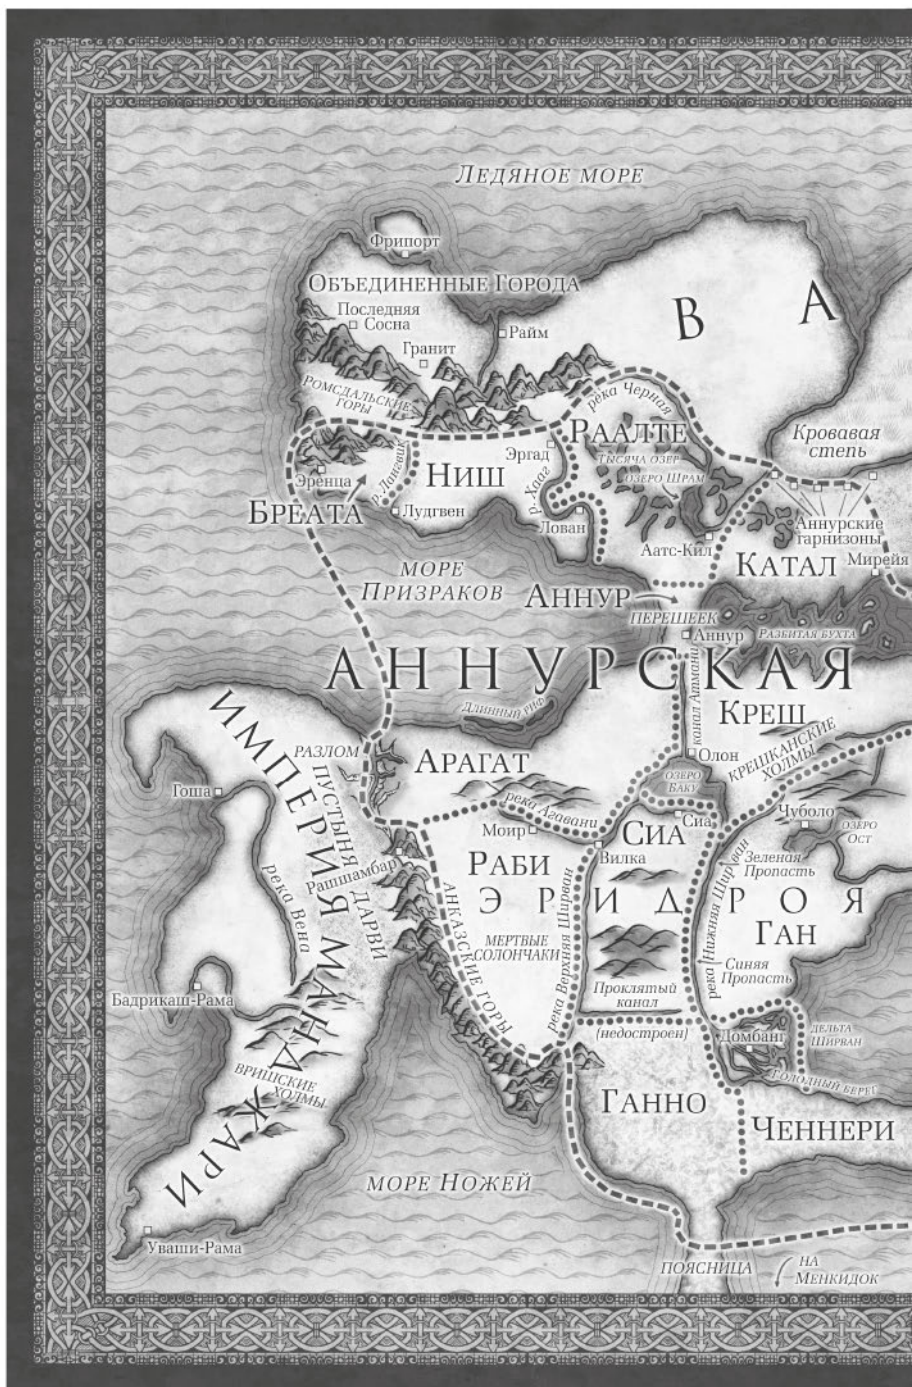 Ледяное море
Фрипорт
Объединенные Города
Последняя
Сосна
Райм
Гранит
В А
Ромсдальские
горы
река Черная
Раалте
Кровавая
степь
Эргад
Тысяча озер
Эренца
р. Лангвик
Ниш
р. Хааг
озеро Шрам
Бреата
Лудгвен
Лован
Аннурские
гарнизоны
Аатс-Кил
Катал
Мирейя
море
Призраков
Аннур
Перешеек
Аннур
Разбитая бухта
АННУРСКАЯ
канал Атмани
Длинный риф
Креш
Разлом
Арагат
Олон
Крешканские
холмы
ИМПЕРИЯ МАНДЖАРИ
Пустыня Дарви
Гоша
озеро
Баку
река Агавани
Моир
Сиа
Сиа
Чуболо
озеро
Ост
Рашшамбар
Раби
Вилка
Зеленая
Пропасть
река Вена
ЭРИДРОЯ
Ган
Анказские горы
Мертвые
солончаки
река Верхняя Ширван
река Нижняя Ширван
Синяя
Пропасть
Бадрикаш-Рама
Проклятый
канал
(недостроен)
Домбанг
дельта
Ширван
Голодный берег
Вришские
холмы
Ганно
Ченнери
море Ножей
Уваши-Рама
Поясница
на
Менкидок